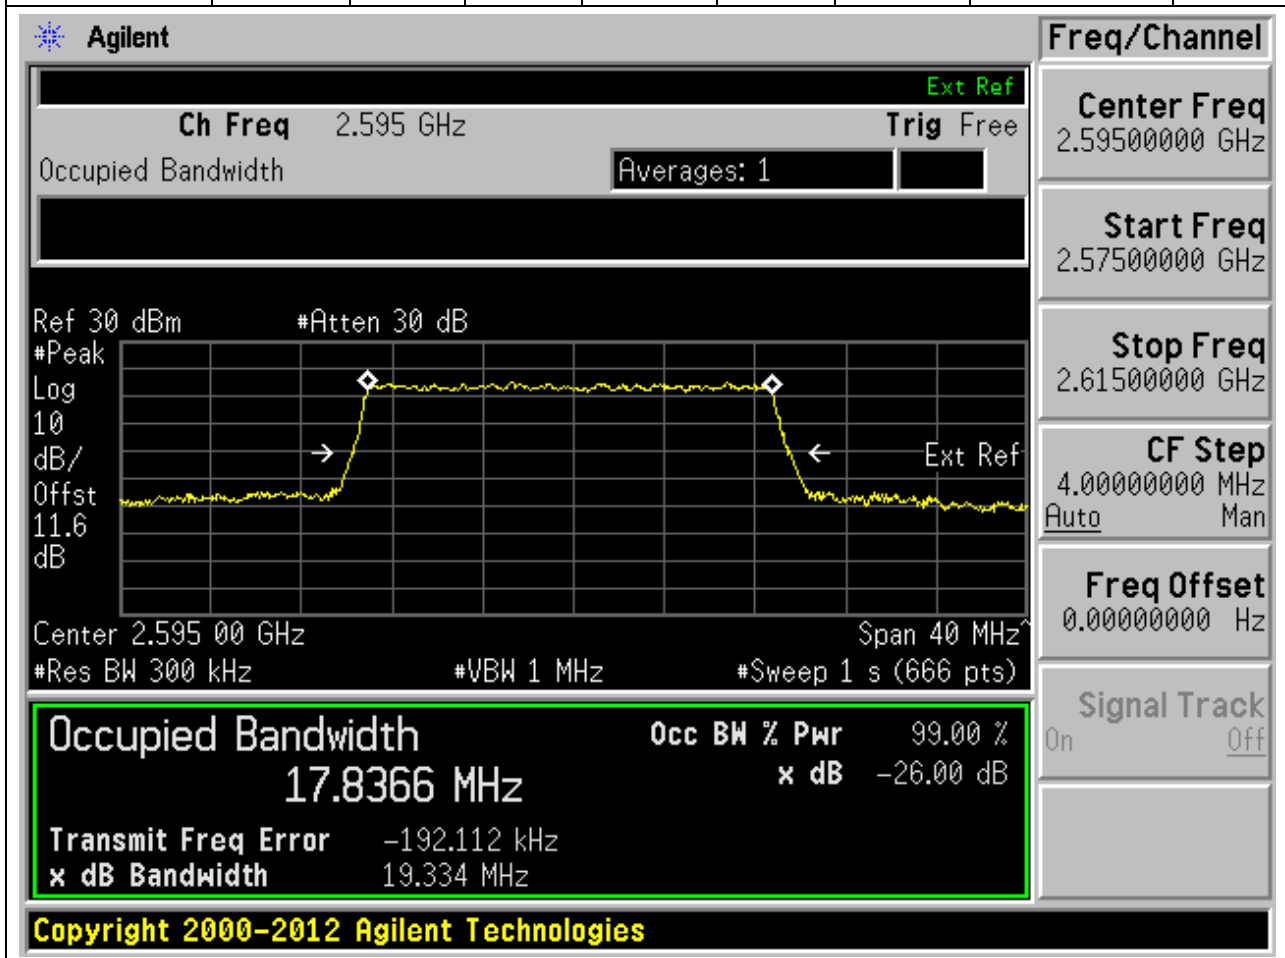 Agilent
Freq/Channel
Ext Ref
Ch Freq 2.595 GHz Trig Free
Occupied Bandwidth Averages: 1
Center Freq
2.59500000 GHz
Start Freq
2.57500000 GHz
Stop Freq
2.61500000 GHz
CF Step
4.00000000 MHz
Auto Man
Freq Offset
0.00000000 Hz
Signal Track
On Off
Ref 30 dBm #Atten 30 dB
#Peak
Log
10
dB/
Offst
11.6
dB
Ext Ref
Center 2.595 00 GHz Span 40 MHz^
#Res BW 300 kHz #VBW 1 MHz #Sweep 1 s (666 pts)
Occupied Bandwidth Occ BW % Pwr 99.00 %
17.8366 MHz x dB -26.00 dB
Transmit Freq Error -192.112 kHz
x dB Bandwidth 19.334 MHz
Copyright 2000-2012 Agilent Technologies